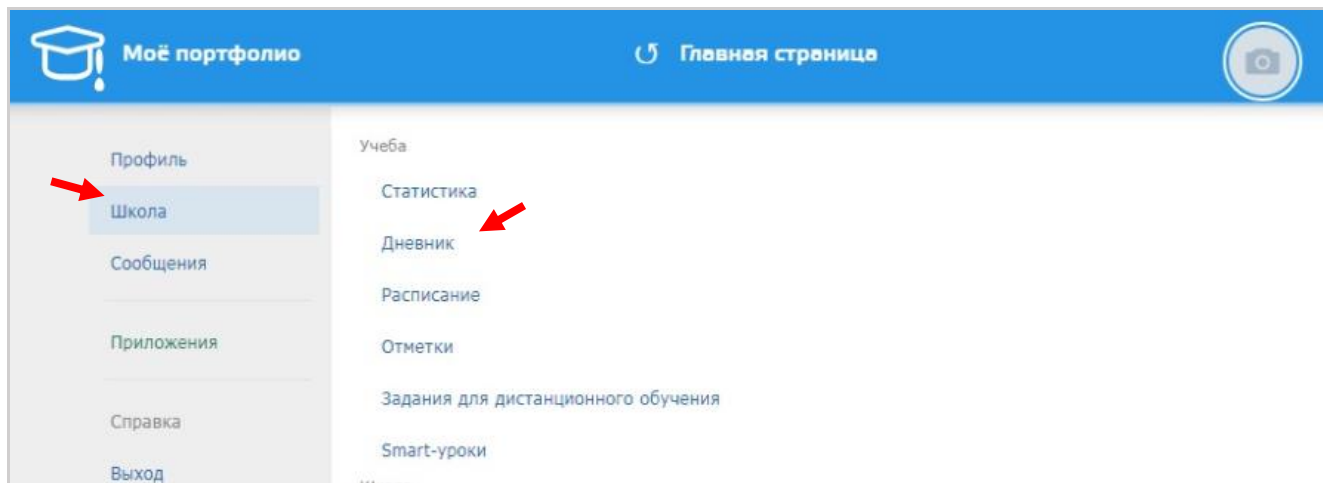 Моё портфолио
Главная страница
Профиль
Школа
Сообщения
Приложения
Справка
Выход
Учеба
Статистика
Дневник
Расписание
Отметки
Задания для дистанционного обучения
Smart-уроки